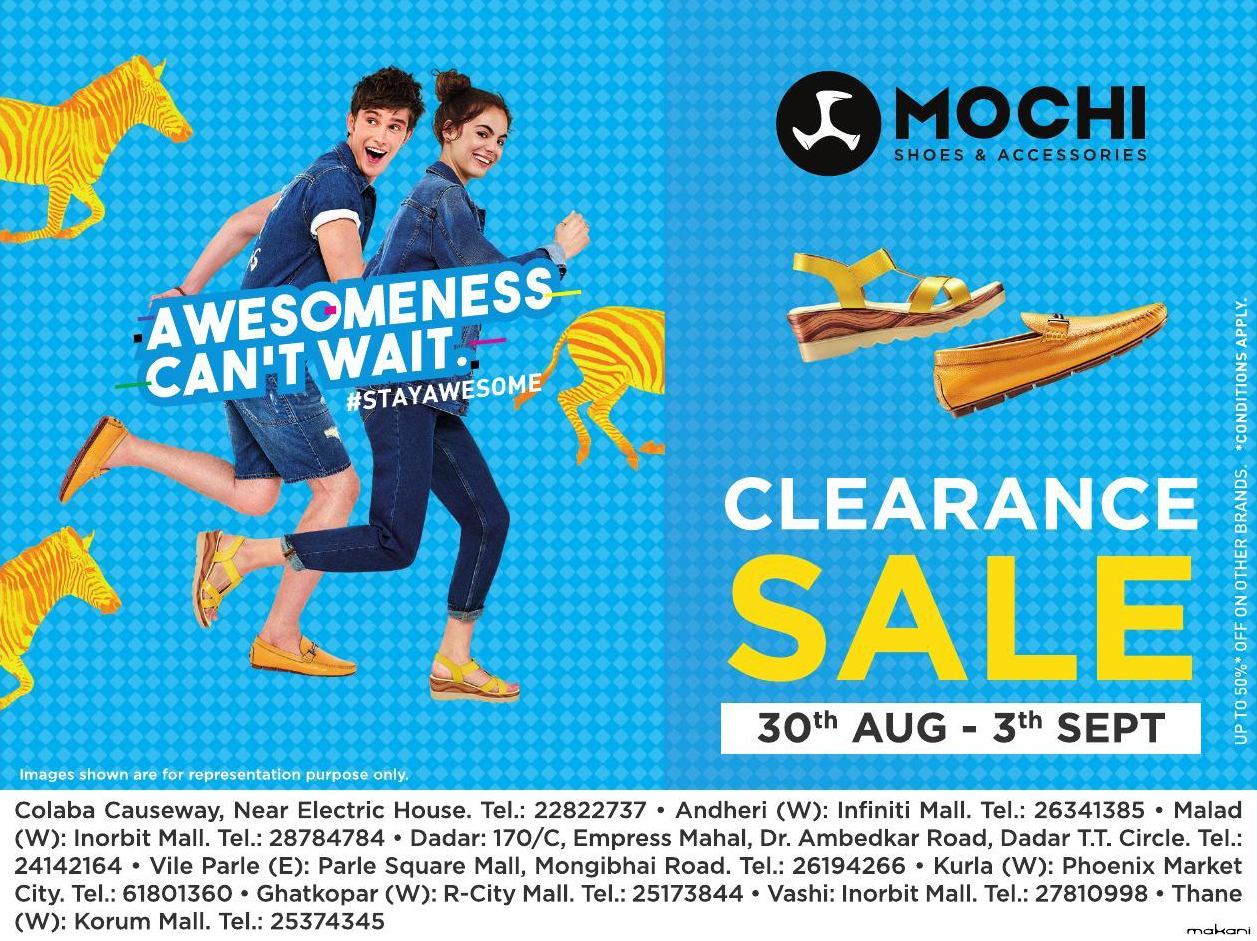 MOCHI
SHOES & ACCESSORIES
AWESOMENESS
CAN'T WAIT.
#STAYAWESOME
CLEARANCE
SALE
30th AUG - 3th SEPT
UP TO 50%* OFF ON OTHER BRANDS. *CONDITIONS APPLY.
Images shown are for representation purpose only.
Colaba Causeway, Near Electric House. Tel.: 22822737 • Andheri (W): Infiniti Mall. Tel.: 26341385 • Malad
(W): Inorbit Mall. Tel.: 28784784 • Dadar: 170/C, Empress Mahal, Dr. Ambedkar Road, Dadar T.T. Circle. Tel.:
24142164 • Vile Parle (E): Parle Square Mall, Mongibhai Road. Tel.: 26194266 • Kurla (W): Phoenix Market
City. Tel.: 61801360 • Ghatkopar (W): R-City Mall. Tel.: 25173844 • Vashi: Inorbit Mall. Tel.: 27810998 • Thane
(W): Korum Mall. Tel.: 25374345
makani